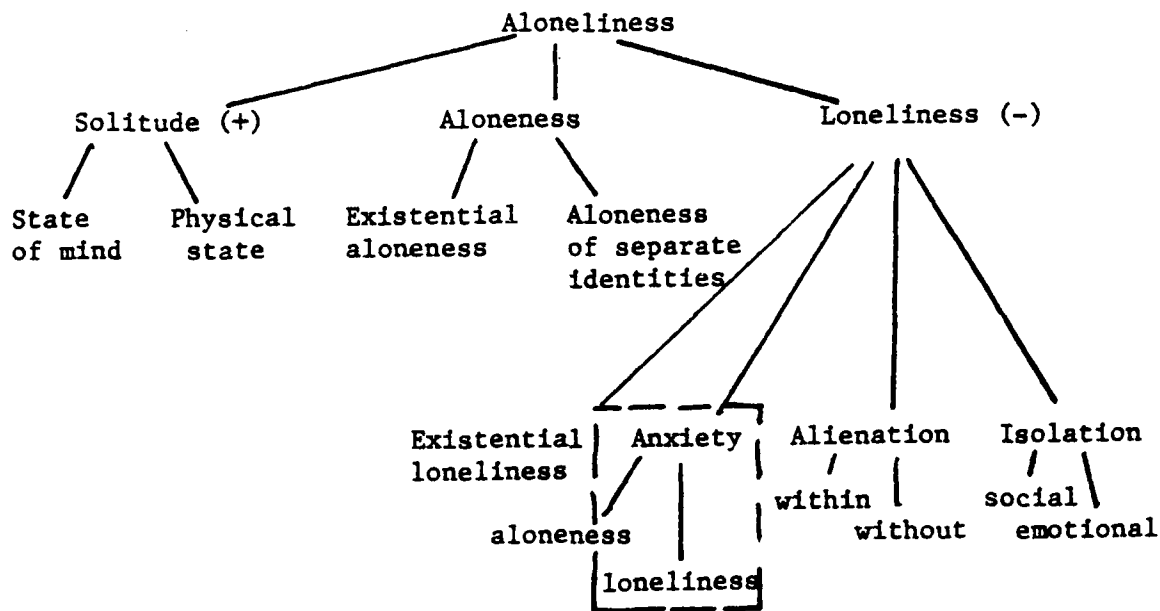 Aloneliness
Solitude (+)
Aloneness
Loneliness (-)
State
of mind
Physical
state
Existential
aloneness
Aloneness
of separate
identities
Existential
loneliness
Anxiety
aloneness
loneliness
Alienation
within
without
Isolation
social
emotional